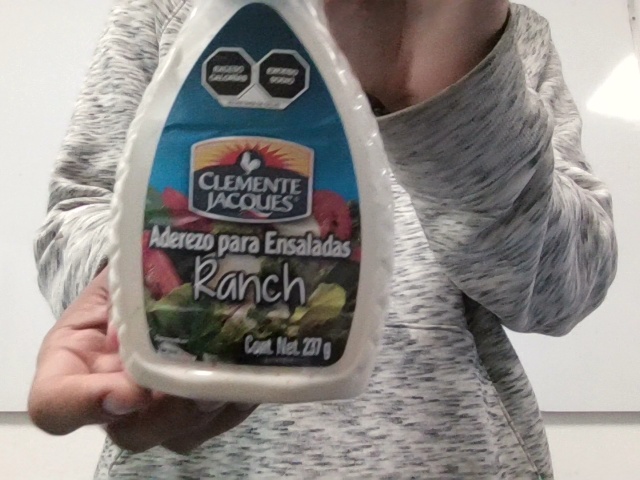 EXCESO EXCESO
CALORÍAS SODIO
CLEMENTE
JACQUES®
Aderezo para Ensaladas
Ranch
Cont. Net. 237 g